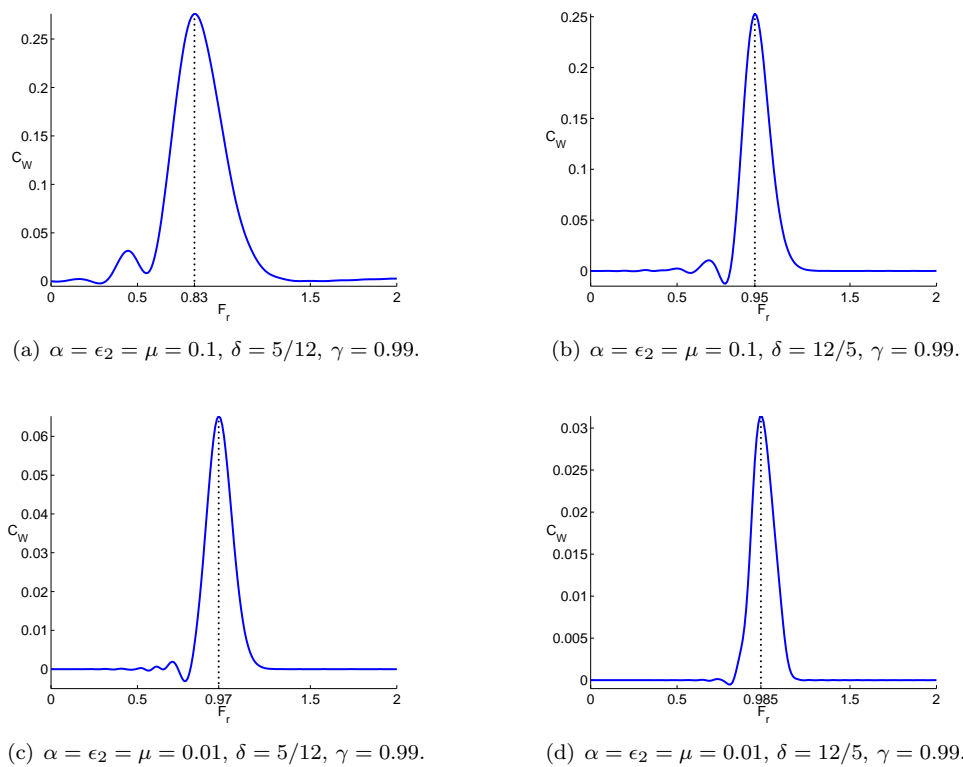 0.25
0.2
0.15
C_W
0.1
0.05
0
0 0.5 0.83 1.5 2
F_r
(a) α = ϵ₂ = μ = 0.1, δ = 5/12, γ = 0.99.
0.25
0.2
0.15
C_W
0.1
0.05
0
0 0.5 0.95 1.5 2
F_r
(b) α = ϵ₂ = μ = 0.1, δ = 12/5, γ = 0.99.
0.06
0.05
0.04
C_W
0.03
0.02
0.01
0
0 0.5 0.97 1.5 2
F_r
(c) α = ϵ₂ = μ = 0.01, δ = 5/12, γ = 0.99.
0.03
0.025
0.02
C_W
0.015
0.01
0.005
0
0 0.5 0.985 1.5 2
F_r
(d) α = ϵ₂ = μ = 0.01, δ = 12/5, γ = 0.99.